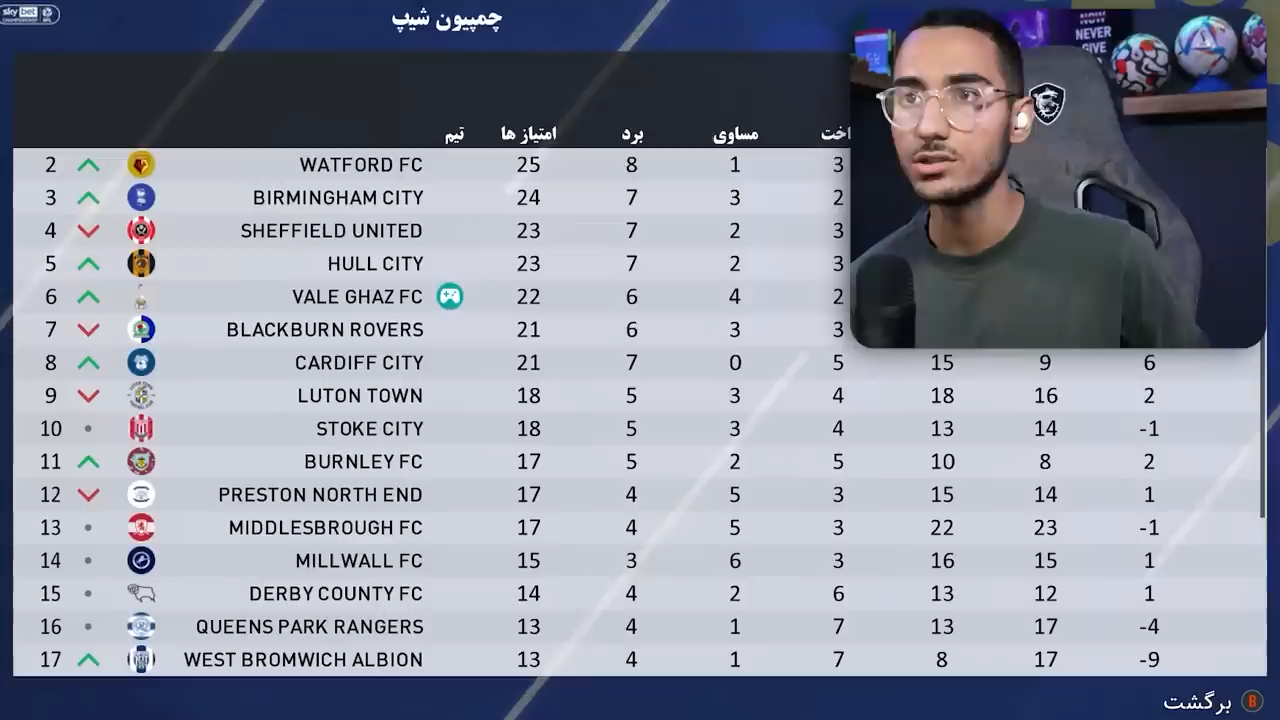 sky bet
CHAMPIONSHIP EFL
چمپیون شیپ
NOW
NEVER
GIVE
تیم امتیاز ها برد مساوی باخت
2 WATFORD FC 25 8 1 3
3 BIRMINGHAM CITY 24 7 3 2
4 SHEFFIELD UNITED 23 7 2 3
5 HULL CITY 23 7 2 3
6 VALE GHAZ FC 22 6 4 2
7 BLACKBURN ROVERS 21 6 3 3
8 CARDIFF CITY 21 7 0 5 15 9 6
9 LUTON TOWN 18 5 3 4 18 16 2
10 STOKE CITY 18 5 3 4 13 14 -1
11 BURNLEY FC 17 5 2 5 10 8 2
12 PRESTON NORTH END 17 4 5 3 15 14 1
13 MIDDLESBROUGH FC 17 4 5 3 22 23 -1
14 MILLWALL FC 15 3 6 3 16 15 1
15 DERBY COUNTY FC 14 4 2 6 13 12 1
16 QUEENS PARK RANGERS 13 4 1 7 13 17 -4
17 WEST BROMWICH ALBION 13 4 1 7 8 17 -9
برگشت B